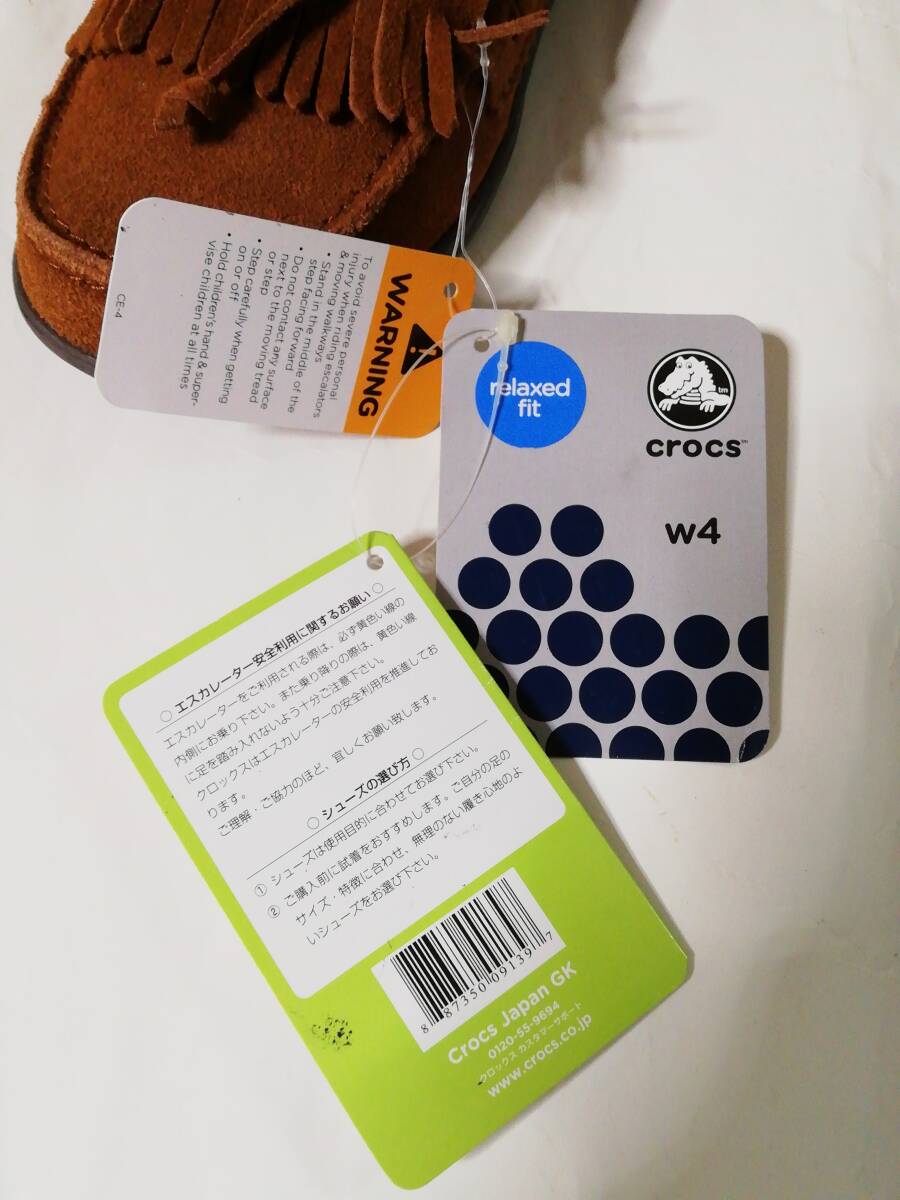 WARNING
To avoid severe personal
injury when riding escalators
& moving walkways
• Stand in the middle of the
step facing forward
• Do not contact any surface
next to the moving tread
or step
• Step carefully when getting
on or off
• Hold children's hand & super-
vise children at all times
CE-4
relaxed
fit
tm
crocs™
w4
○ エスカレーター安全利用に関するお願い ○
エスカレーターをご利用される際は、必ず黄色い線の
内側にお乗り下さい。また乗り降りの際は、黄色い線
に足を踏み入れないよう十分ご注意下さい。
クロックスはエスカレーターの安全利用を推進してお
ります。
ご理解、ご協力のほど、宜しくお願い致します。
○ シューズの選び方 ○
① シューズは使用目的に合わせてお選び下さい。
② ご購入前に試着をおすすめします。ご自分の足の
サイズ・特徴に合わせ、無理のない履き心地のよ
いシューズをお選び下さい。
8 87350 09139 7
Crocs Japan GK
0120-55-9694
クロックス カスタマーサポート
www.crocs.co.jp